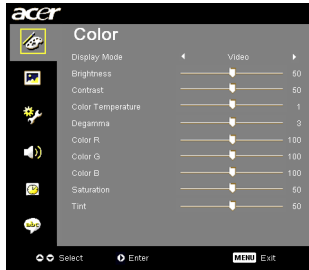 acer
Color
Display Mode Video
Brightness 50
Contrast 50
Color Temperature 1
Degamma 3
Color R 100
Color G 100
Color B 100
Saturation 50
Tint 50
abc
Select Enter MENU Exit